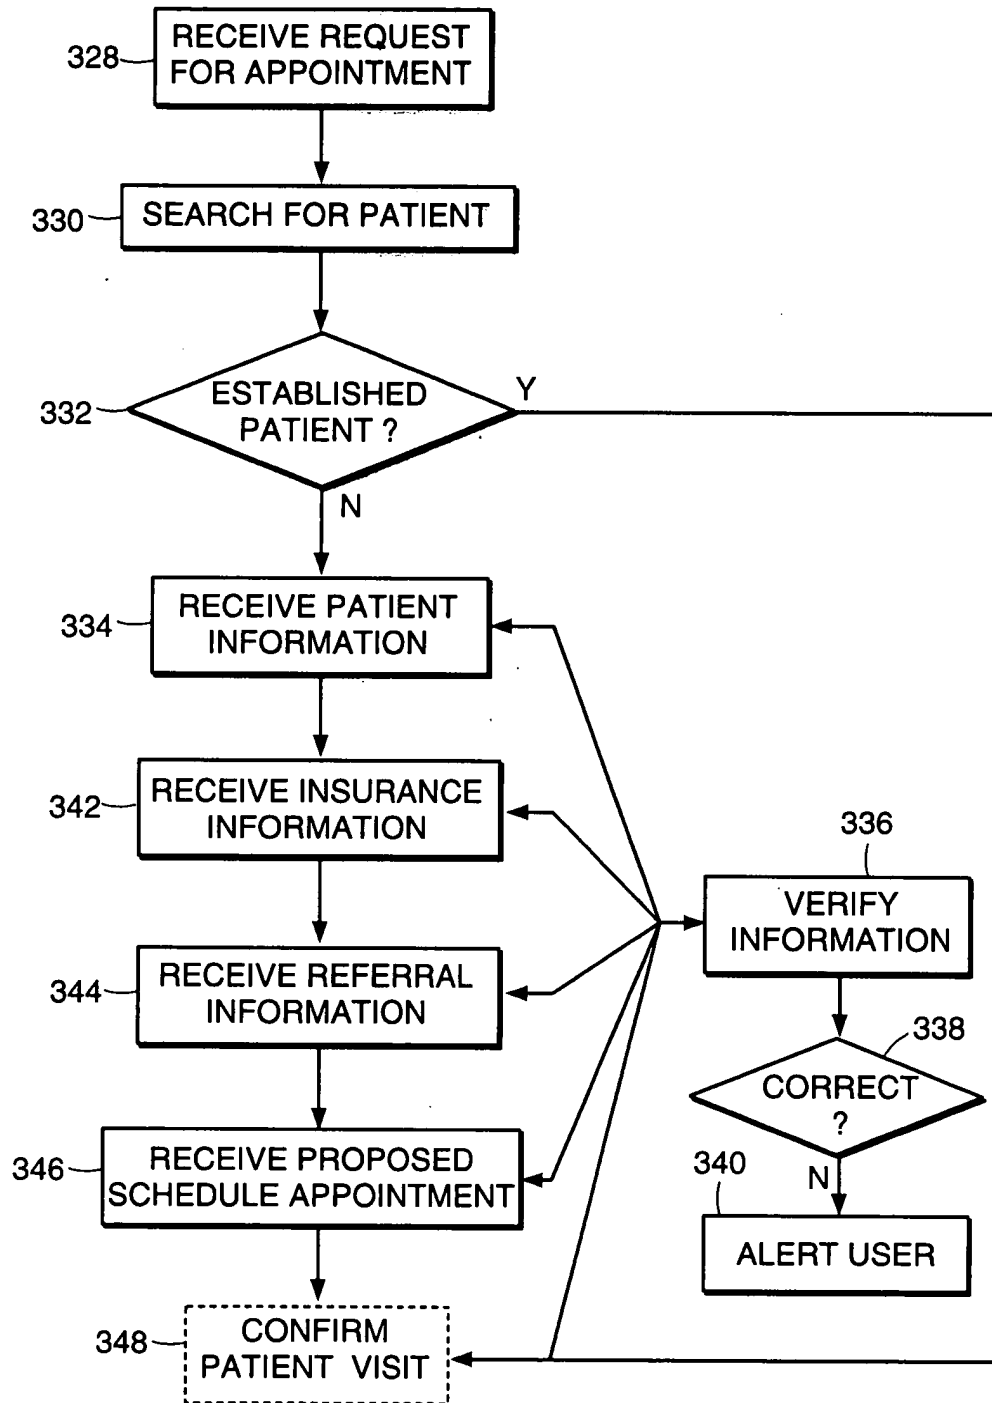 328
RECEIVE REQUEST
FOR APPOINTMENT
330
SEARCH FOR PATIENT
332
ESTABLISHED
PATIENT ?
Y
N
334
RECEIVE PATIENT
INFORMATION
342
RECEIVE INSURANCE
INFORMATION
336
VERIFY
INFORMATION
344
RECEIVE REFERRAL
INFORMATION
338
CORRECT
?
N
346
RECEIVE PROPOSED
SCHEDULE APPOINTMENT
340
ALERT USER
348
CONFIRM
PATIENT VISIT